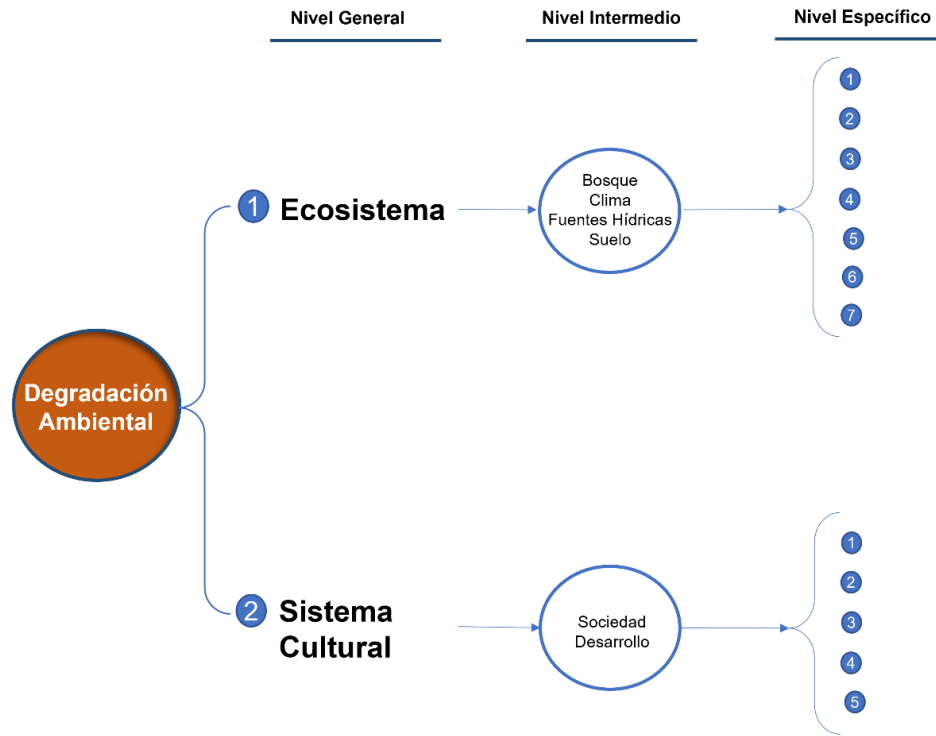 Nivel General
Nivel Intermedio
Nivel Específico
Degradación
Ambiental
1
Ecosistema
Bosque
Clima
Fuentes Hídricas
Suelo
1
2
3
4
5
6
7
2
Sistema
Cultural
Sociedad
Desarrollo
1
2
3
4
5